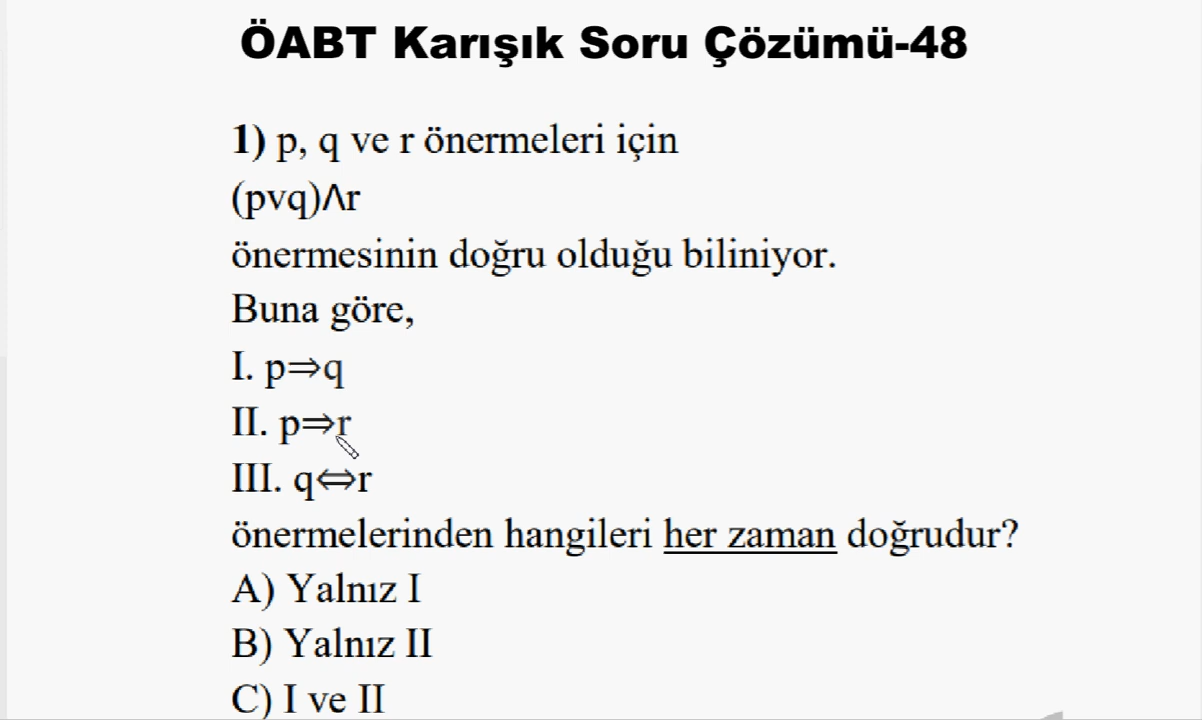 ÖABT Karışık Soru Çözümü-48
1) p, q ve r önermeleri için
(pvq)Λr
önermesinin doğru olduğu biliniyor.
Buna göre,
I. p⇒q
II. p⇒r
III. q⇔r
önermelerinden hangileri her zaman doğrudur?
A) Yalnız I
B) Yalnız II
C) I ve II